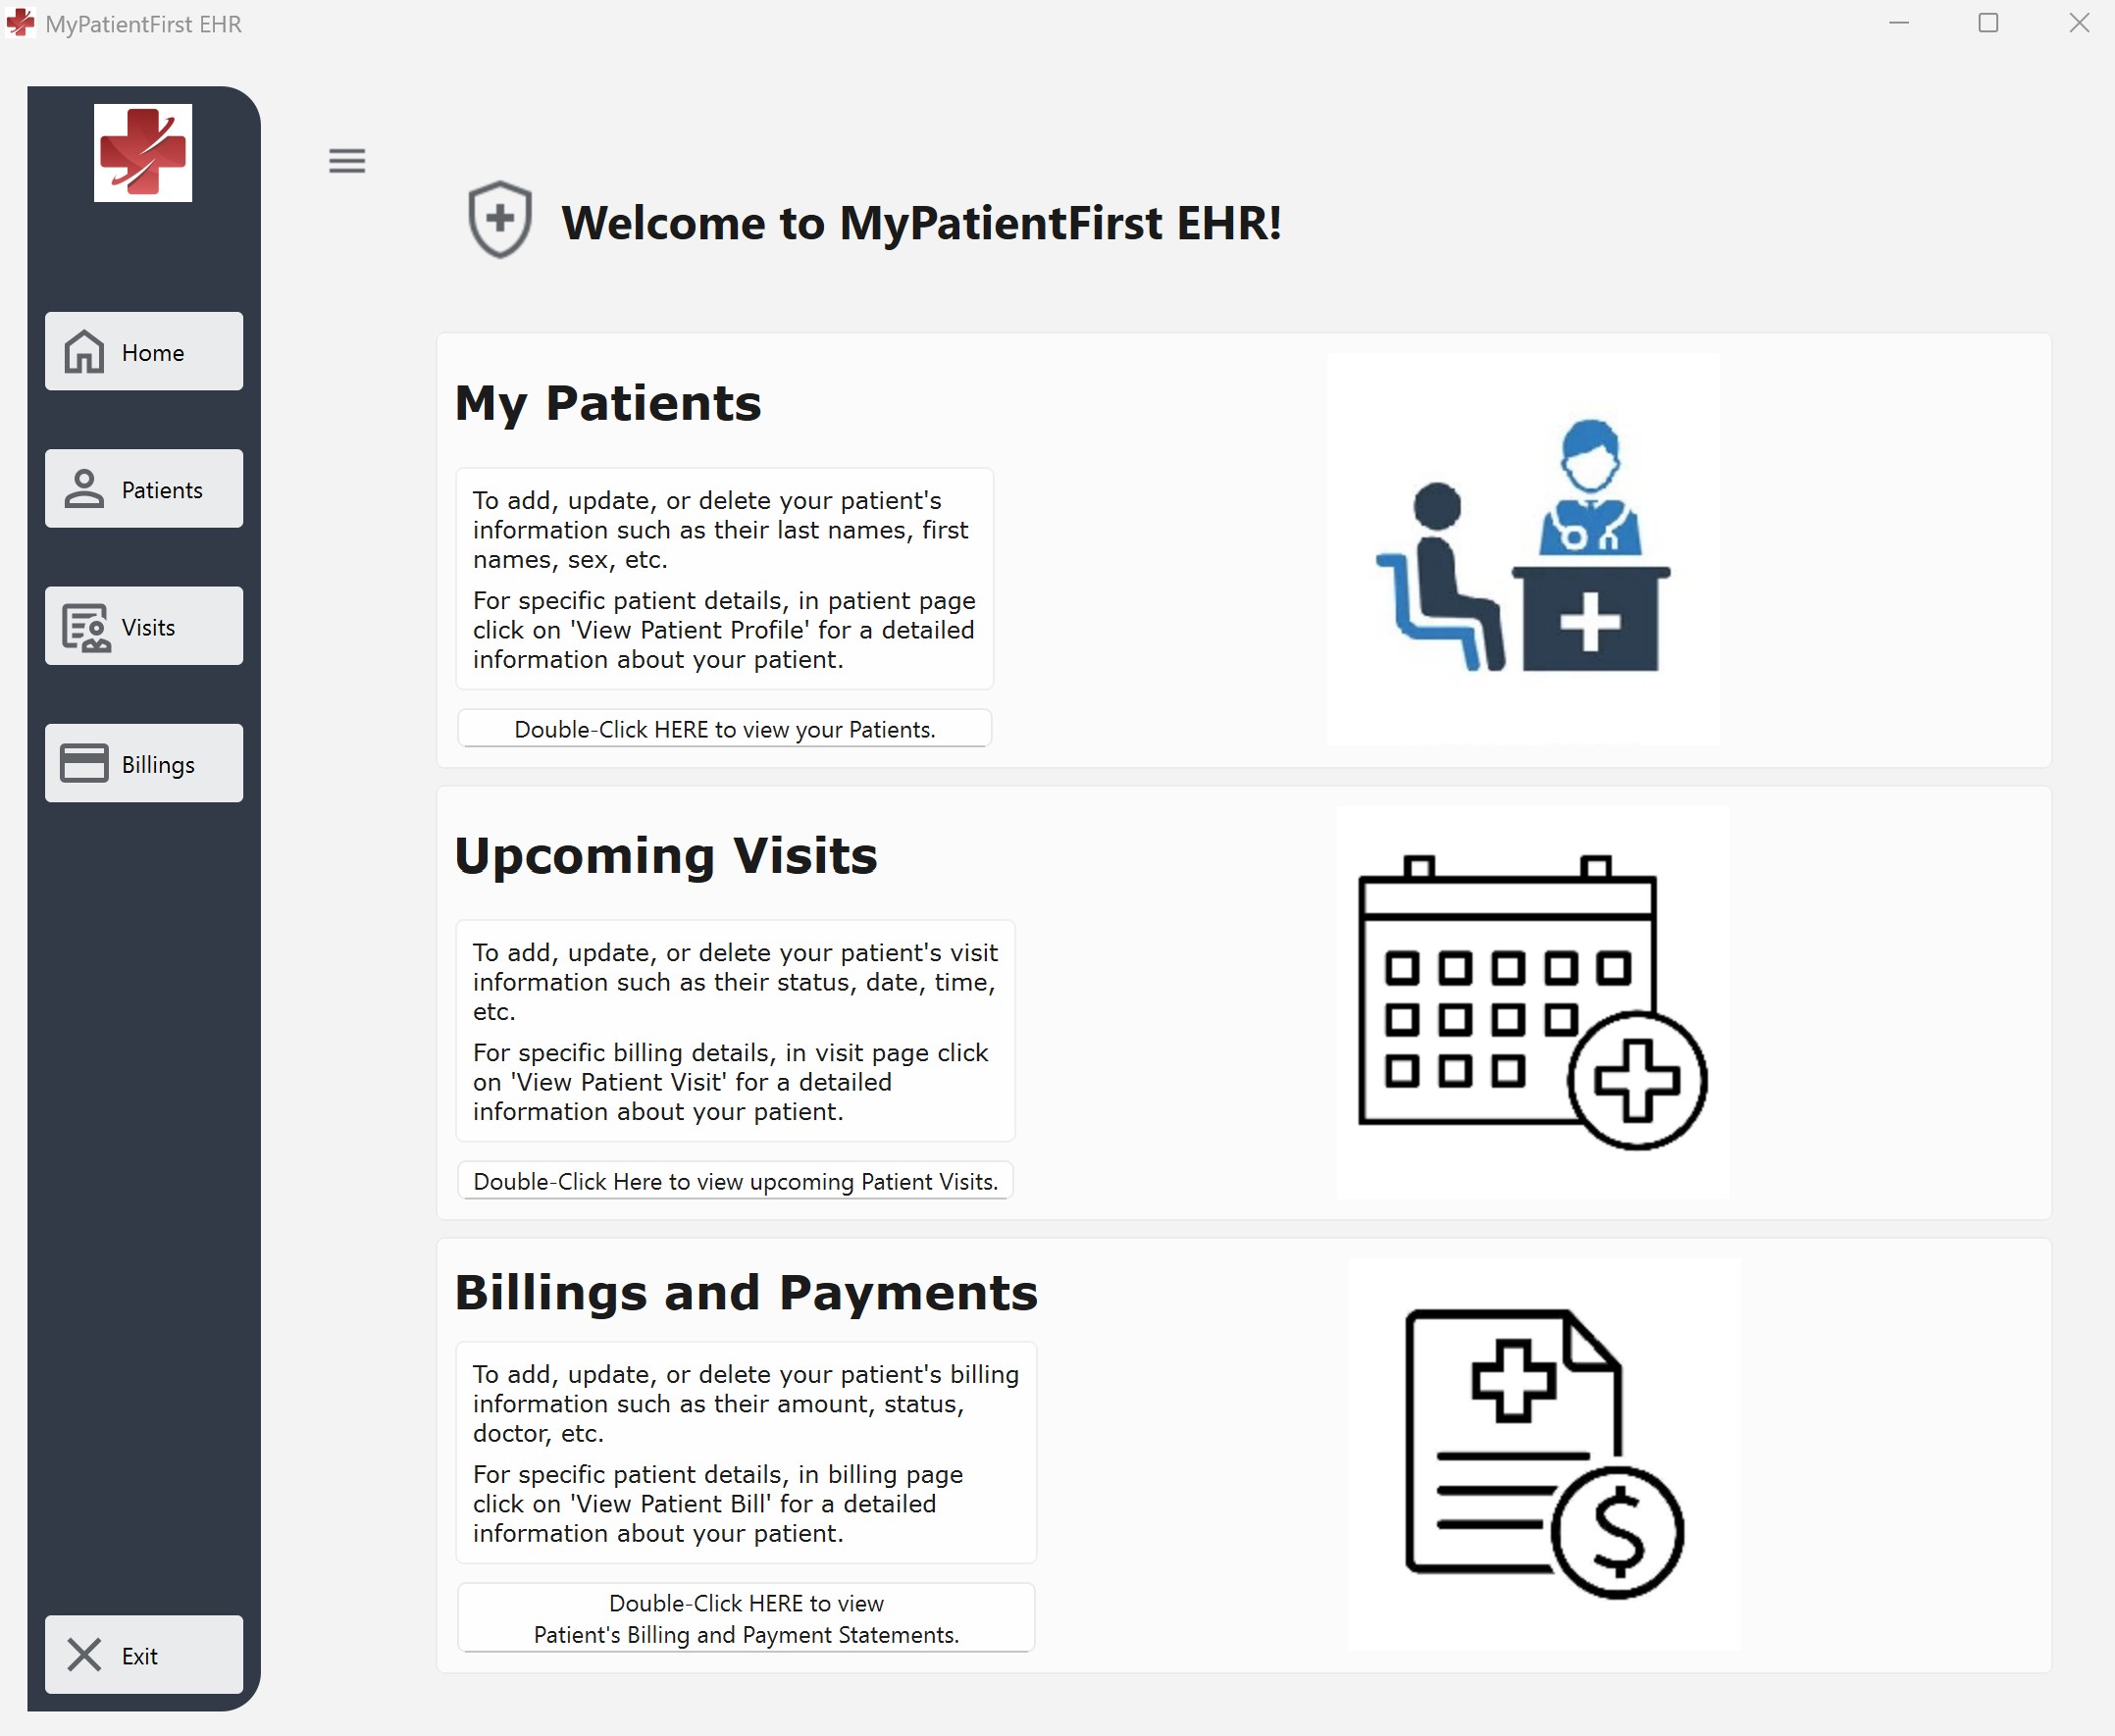 MyPatientFirst EHR
Welcome to MyPatientFirst EHR!
Home
Patients
Visits
Billings
Exit
My Patients
To add, update, or delete your patient's
information such as their last names, first
names, sex, etc.
For specific patient details, in patient page
click on 'View Patient Profile' for a detailed
information about your patient.
Double-Click HERE to view your Patients.
Upcoming Visits
To add, update, or delete your patient's visit
information such as their status, date, time,
etc.
For specific billing details, in visit page click
on 'View Patient Visit' for a detailed
information about your patient.
Double-Click Here to view upcoming Patient Visits.
Billings and Payments
To add, update, or delete your patient's billing
information such as their amount, status,
doctor, etc.
For specific patient details, in billing page
click on 'View Patient Bill' for a detailed
information about your patient.
Double-Click HERE to view
Patient's Billing and Payment Statements.
$